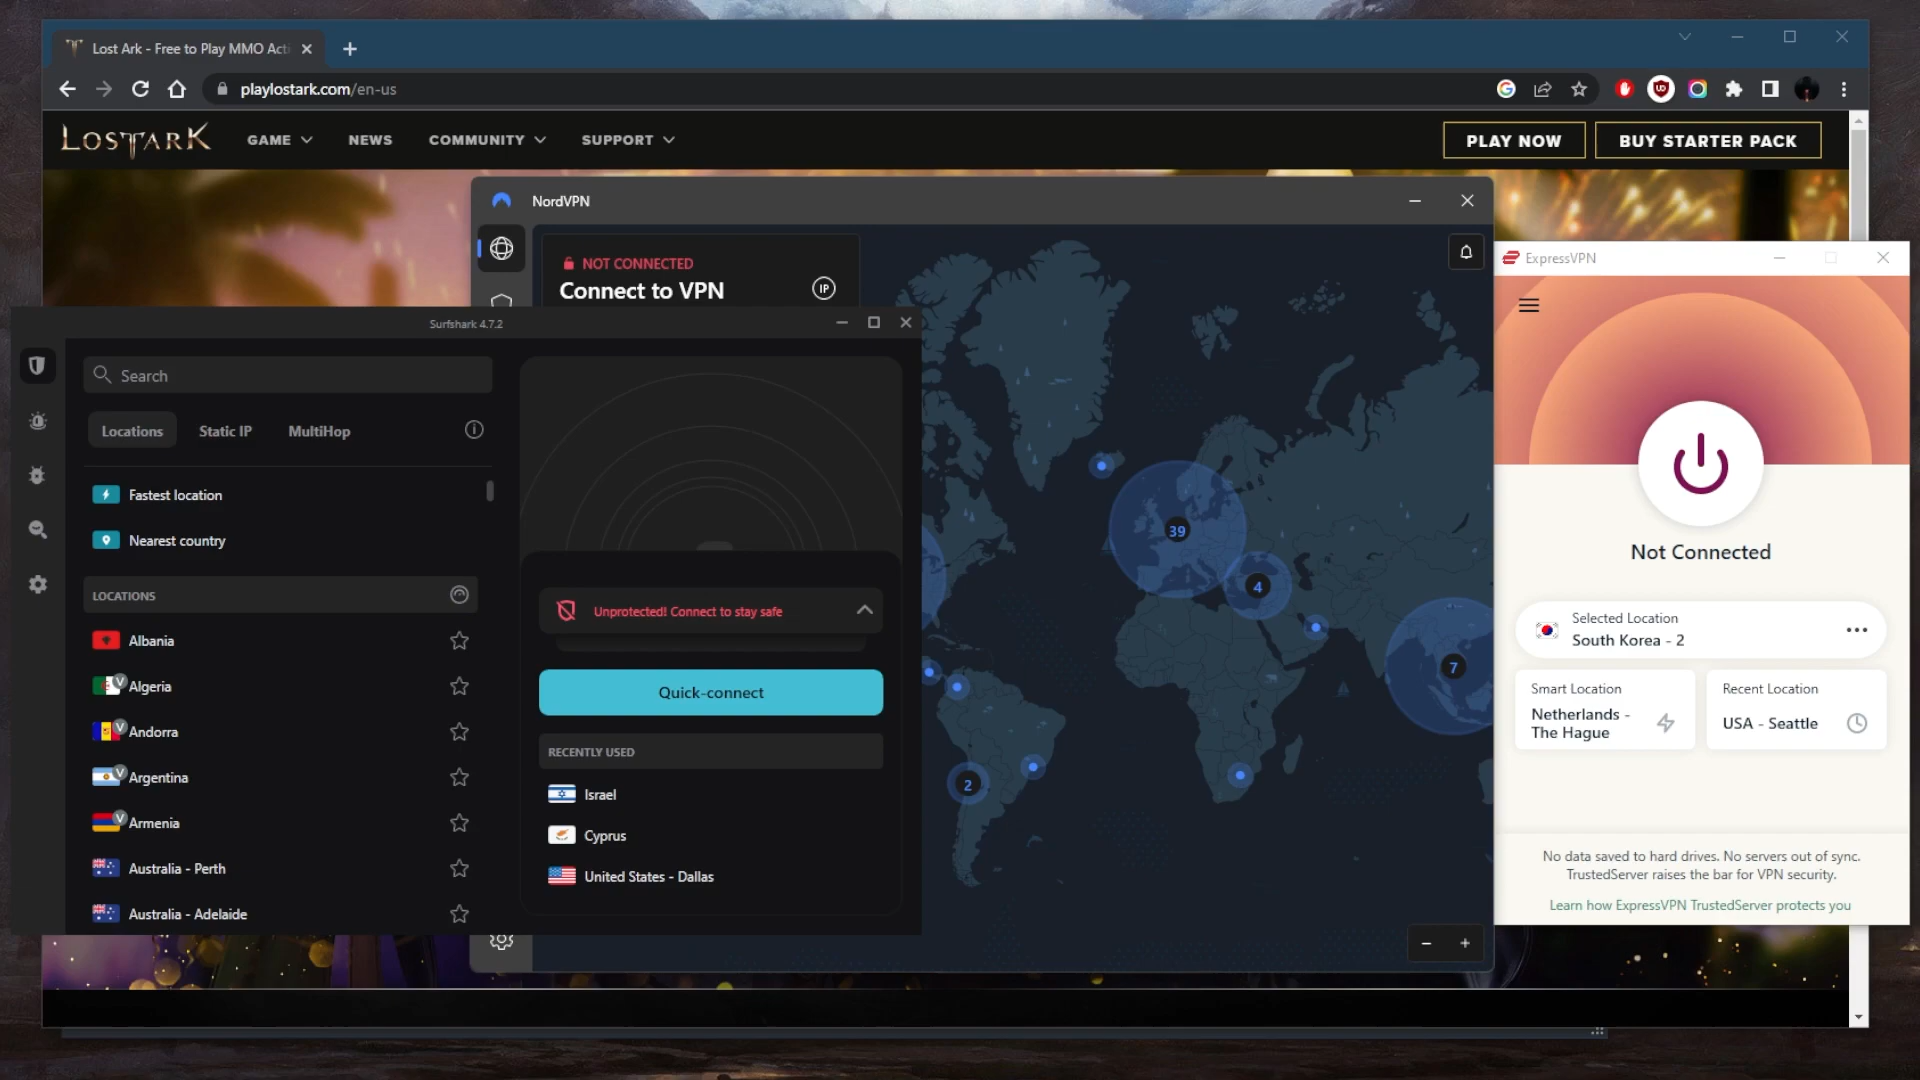 Lost Ark - Free to Play MMO Acti
playlostark.com/en-us
LOST ARK
GAME
NEWS
COMMUNITY
SUPPORT
PLAY NOW
BUY STARTER PACK
NordVPN
NOT CONNECTED
Connect to VPN
IP
39
4
7
2
Surfshark 4.7.2
Search
Locations
Static IP
MultiHop
Fastest location
Nearest country
LOCATIONS
Albania
V
Algeria
V
Andorra
V
Argentina
V
Armenia
Australia - Perth
Australia - Adelaide
Unprotected! Connect to stay safe
Quick-connect
RECENTLY USED
Israel
Cyprus
United States - Dallas
ExpressVPN
Not Connected
Selected Location
South Korea - 2
Smart Location
Netherlands -
The Hague
Recent Location
USA - Seattle
No data saved to hard drives. No servers out of sync.
TrustedServer raises the bar for VPN security.
Learn how ExpressVPN TrustedServer protects you